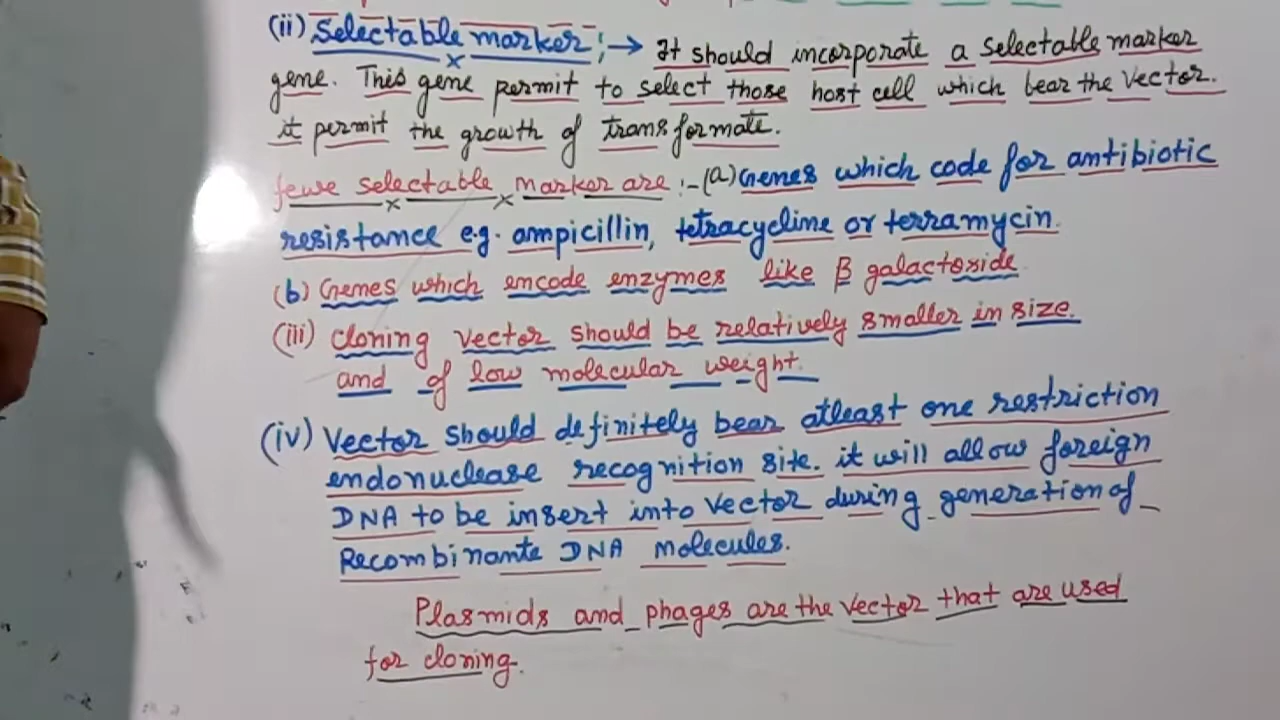 (ii) Selectable marker :→ It should incorporate a selectable marker
gene. This gene permit to select those host cell which bear the vector.
it permit the growth of transformate.
fewe selectable marker are :- (a) Genes which code for antibiotic
resistance e.g. ampicillin, tetracycline or terramycin.
(b) Genes which encode enzymes like β galactoside
(iii) Cloning vector should be relatively smaller in size.
and of low molecular weight.
(iv) Vector should definitely bear atleast one restriction
endonuclease recognition site. it will allow foreign
DNA to be insert into vector during generation of
Recombinante DNA Molecules.
Plasmids and phages are the vector that are used
for cloning.